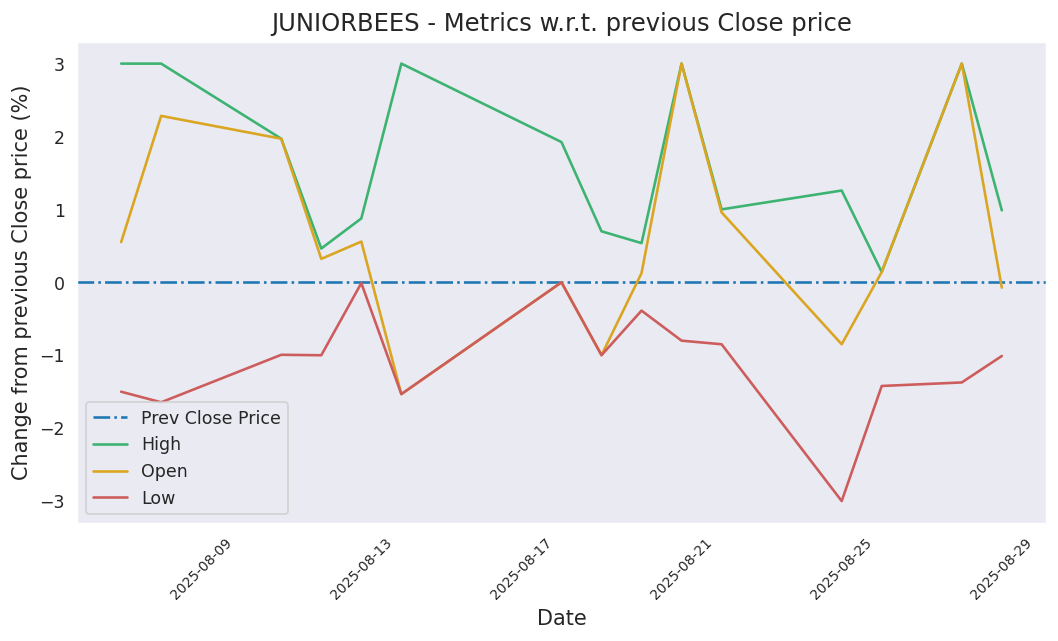 JUNIORBEES - Metrics w.r.t. previous Close price
Change from previous Close price (%)
3
2
1
0
−1
−2
−3
Prev Close Price
High
Open
Low
2025-08-09
2025-08-13
2025-08-17
2025-08-21
2025-08-25
2025-08-29
Date